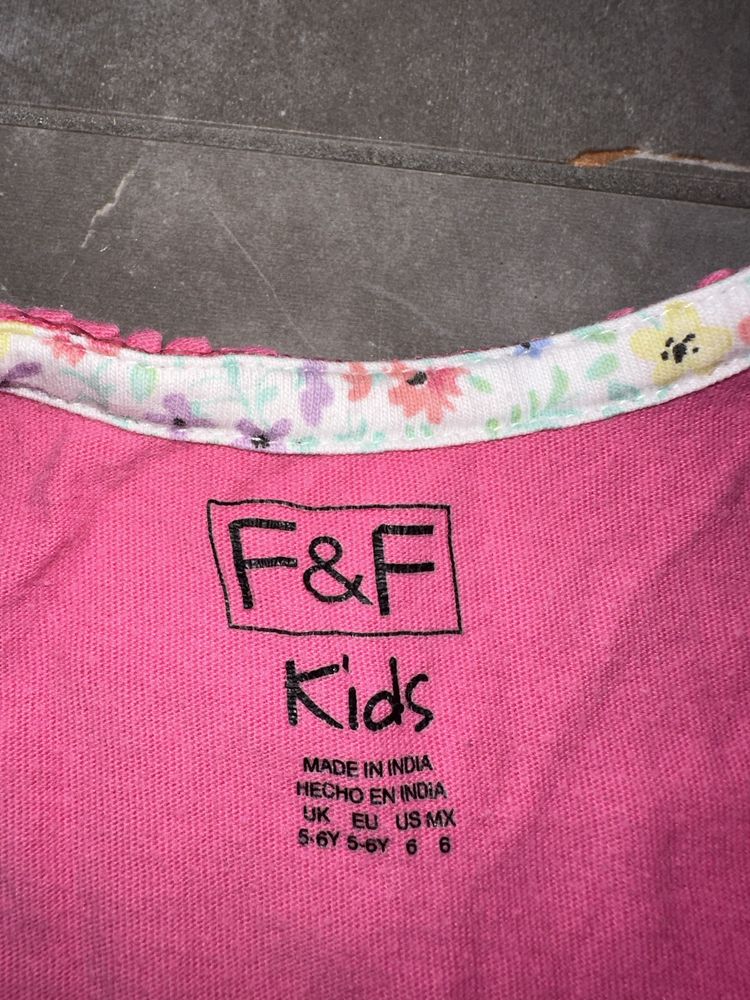 F&F
Kids
MADE IN INDIA
HECHO EN INDIA
UK EU US MX
5-6Y 5-6Y 6 6